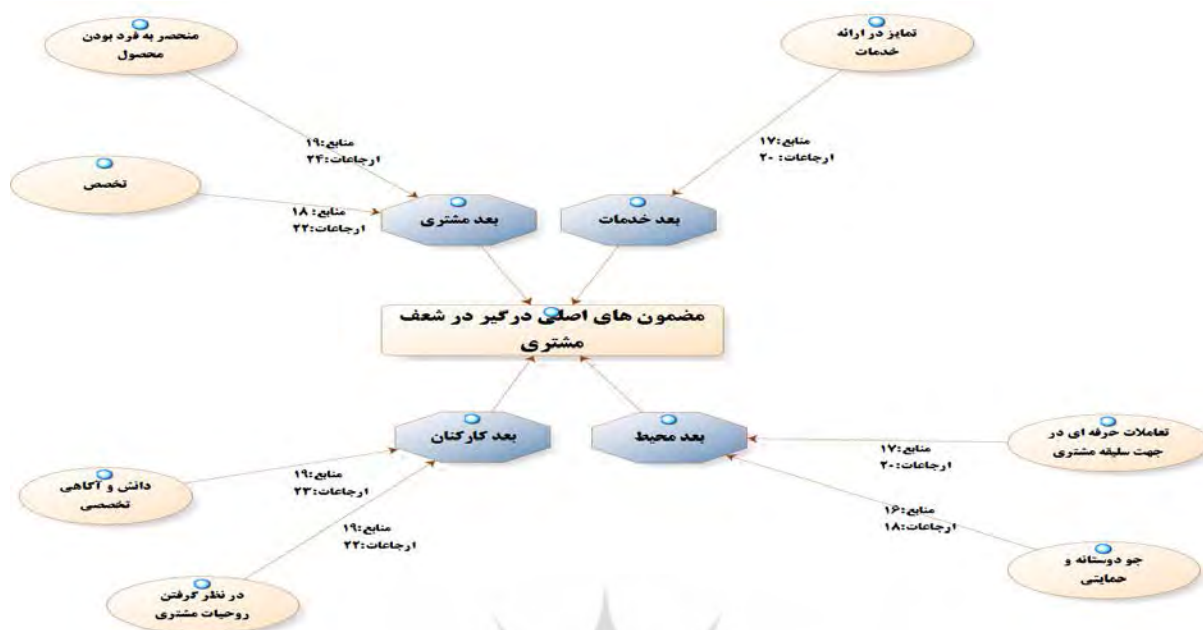 منحصر به فرد بودن
محصول
تمایز در ارائه
خدمات
منابع:۱۹
ارجاعات:۲۴
منابع:۱۷
ارجاعات: ۲۰
تخصص
منابع: ۱۸
ارجاعات:۲۲
بعد مشتری
بعد خدمات
مضمون های اصلی درگیر در شعف
مشتری
بعد کارکنان
بعد محیط
تعاملات حرفه ای در
جهت سلیقه مشتری
منابع:۱۷
ارجاعات:۲۰
دانش و آگاهی
تخصصی
منابع:۱۹
ارجاعات:۲۳
منابع:۱۶
ارجاعات:۱۸
منابع:۱۹
ارجاعات:۲۲
جو دوستانه و
حمایتی
در نظر گرفتن
روحیات مشتری